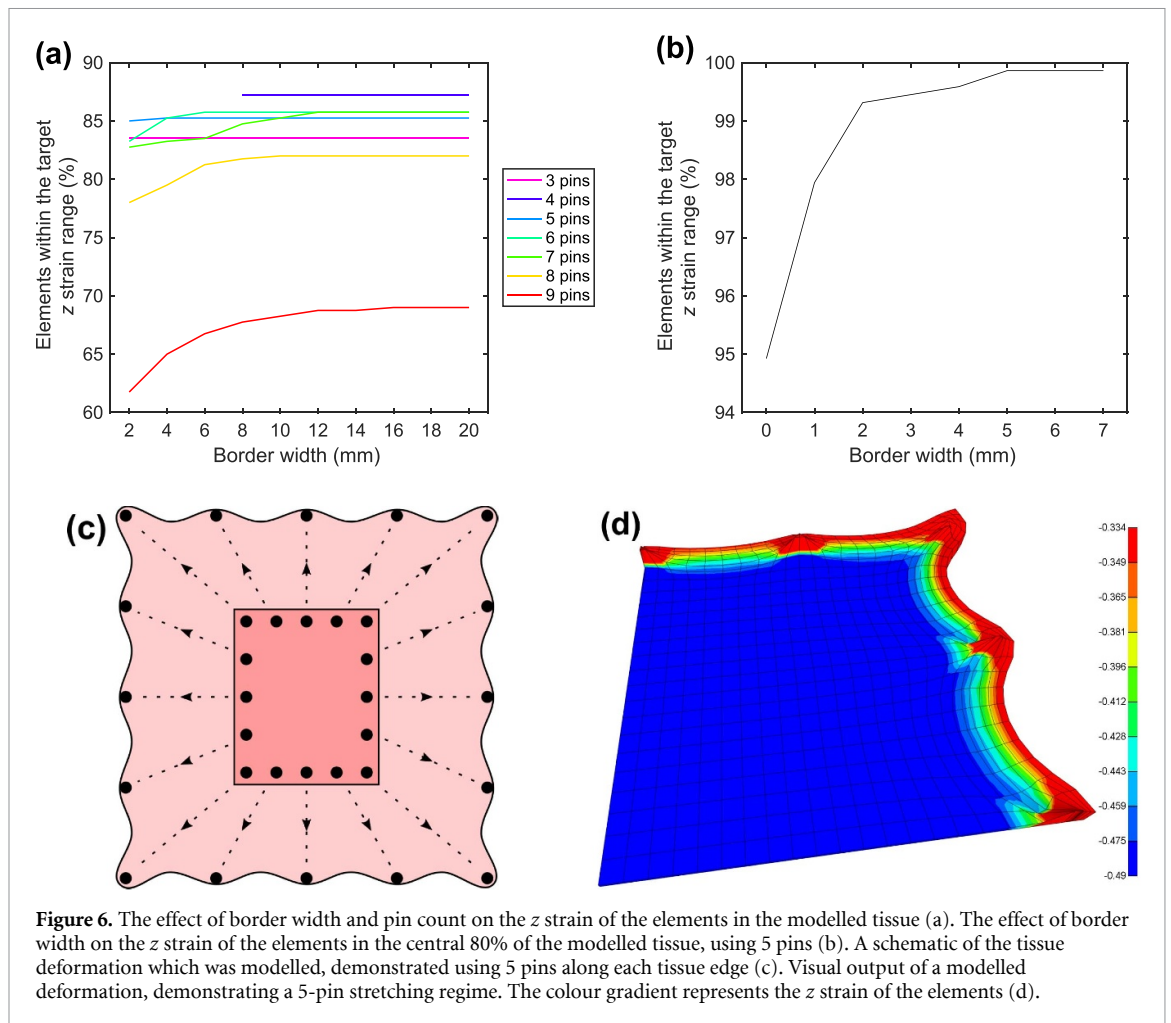 (a)
90
85
80
75
70
65
60
Elements within the target
z strain range (%)
2 4 6 8 10 12 14 16 18 20
Border width (mm)
3 pins
4 pins
5 pins
6 pins
7 pins
8 pins
9 pins
(b)
100
99
98
97
96
95
94
Elements within the target
z strain range (%)
0 1 2 3 4 5 6 7
Border width (mm)
(c)
(d)
-0.334
-0.349
-0.365
-0.381
-0.396
-0.412
-0.428
-0.443
-0.459
-0.475
-0.49
Figure 6. The effect of border width and pin count on the z strain of the elements in the modelled tissue (a). The effect of border
width on the z strain of the elements in the central 80% of the modelled tissue, using 5 pins (b). A schematic of the tissue
deformation which was modelled, demonstrated using 5 pins along each tissue edge (c). Visual output of a modelled
deformation, demonstrating a 5-pin stretching regime. The colour gradient represents the z strain of the elements (d).